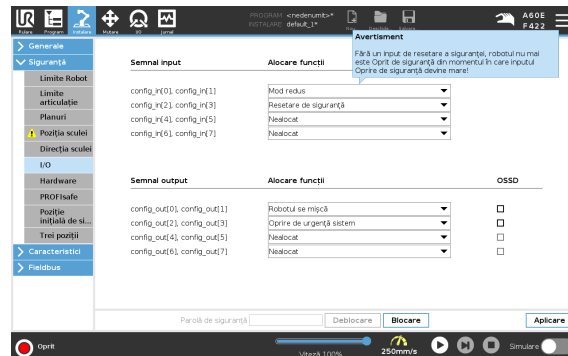 PROGRAM <nedenumit>*
INSTALARE default_1*
A60E
F422
Rulare Program Instalare Mutare I/O Jurnal
Avertisment
Fără un input de resetare a siguranței, robotul nu mai
este Oprit de siguranță din momentul în care inputul
Oprire de siguranță devine mare!
Generale
Siguranță
Limite Robot
Limite
articulație
Planuri
Poziția sculei
Direcția sculei
I/O
Hardware
PROFIsafe
Poziție
inițială de si...
Trei poziții
Caracteristici
Fieldbus
Semnal input Alocare funcții
config_in[0], config_in[1] Mod redus
config_in[2], config_in[3] Resetare de siguranță
config_in[4], config_in[5] Nealocat
config_in[6], config_in[7] Nealocat
Semnal output Alocare funcții OSSD
config_out[0], config_out[1] Robotul se mișcă
config_out[2], config_out[3] Oprire de urgență sistem
config_out[4], config_out[5] Nealocat
config_out[6], config_out[7] Nealocat
Parolă de siguranță Deblocare Blocare Aplicare
Oprit
Viteză 100%
250mm/s
Simulare